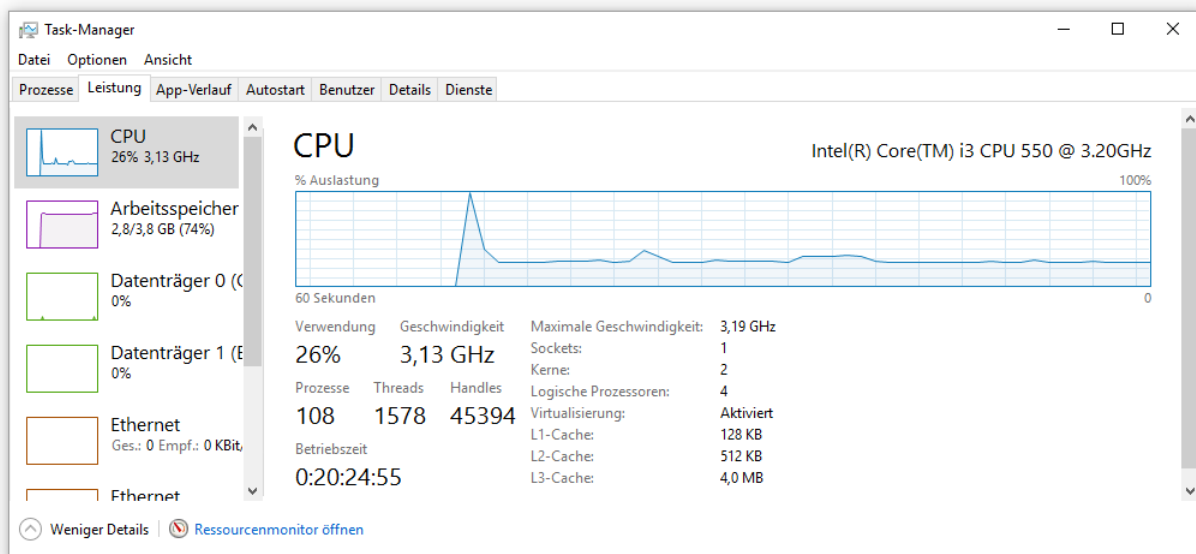 Task-Manager
Datei Optionen Ansicht
Prozesse Leistung App-Verlauf Autostart Benutzer Details Dienste
CPU
26% 3,13 GHz
Arbeitsspeicher
2,8/3,8 GB (74%)
Datenträger 0 (C
0%
Datenträger 1 (E
0%
Ethernet
Ges.: 0 Empf.: 0 KBit/
Ethernet
CPU
Intel(R) Core(TM) i3 CPU 550 @ 3.20GHz
% Auslastung 100%
60 Sekunden 0
Verwendung Geschwindigkeit
26% 3,13 GHz
Prozesse Threads Handles
108 1578 45394
Betriebszeit
0:20:24:55
Maximale Geschwindigkeit: 3,19 GHz
Sockets: 1
Kerne: 2
Logische Prozessoren: 4
Virtualisierung: Aktiviert
L1-Cache: 128 KB
L2-Cache: 512 KB
L3-Cache: 4,0 MB
Weniger Details Ressourcenmonitor öffnen